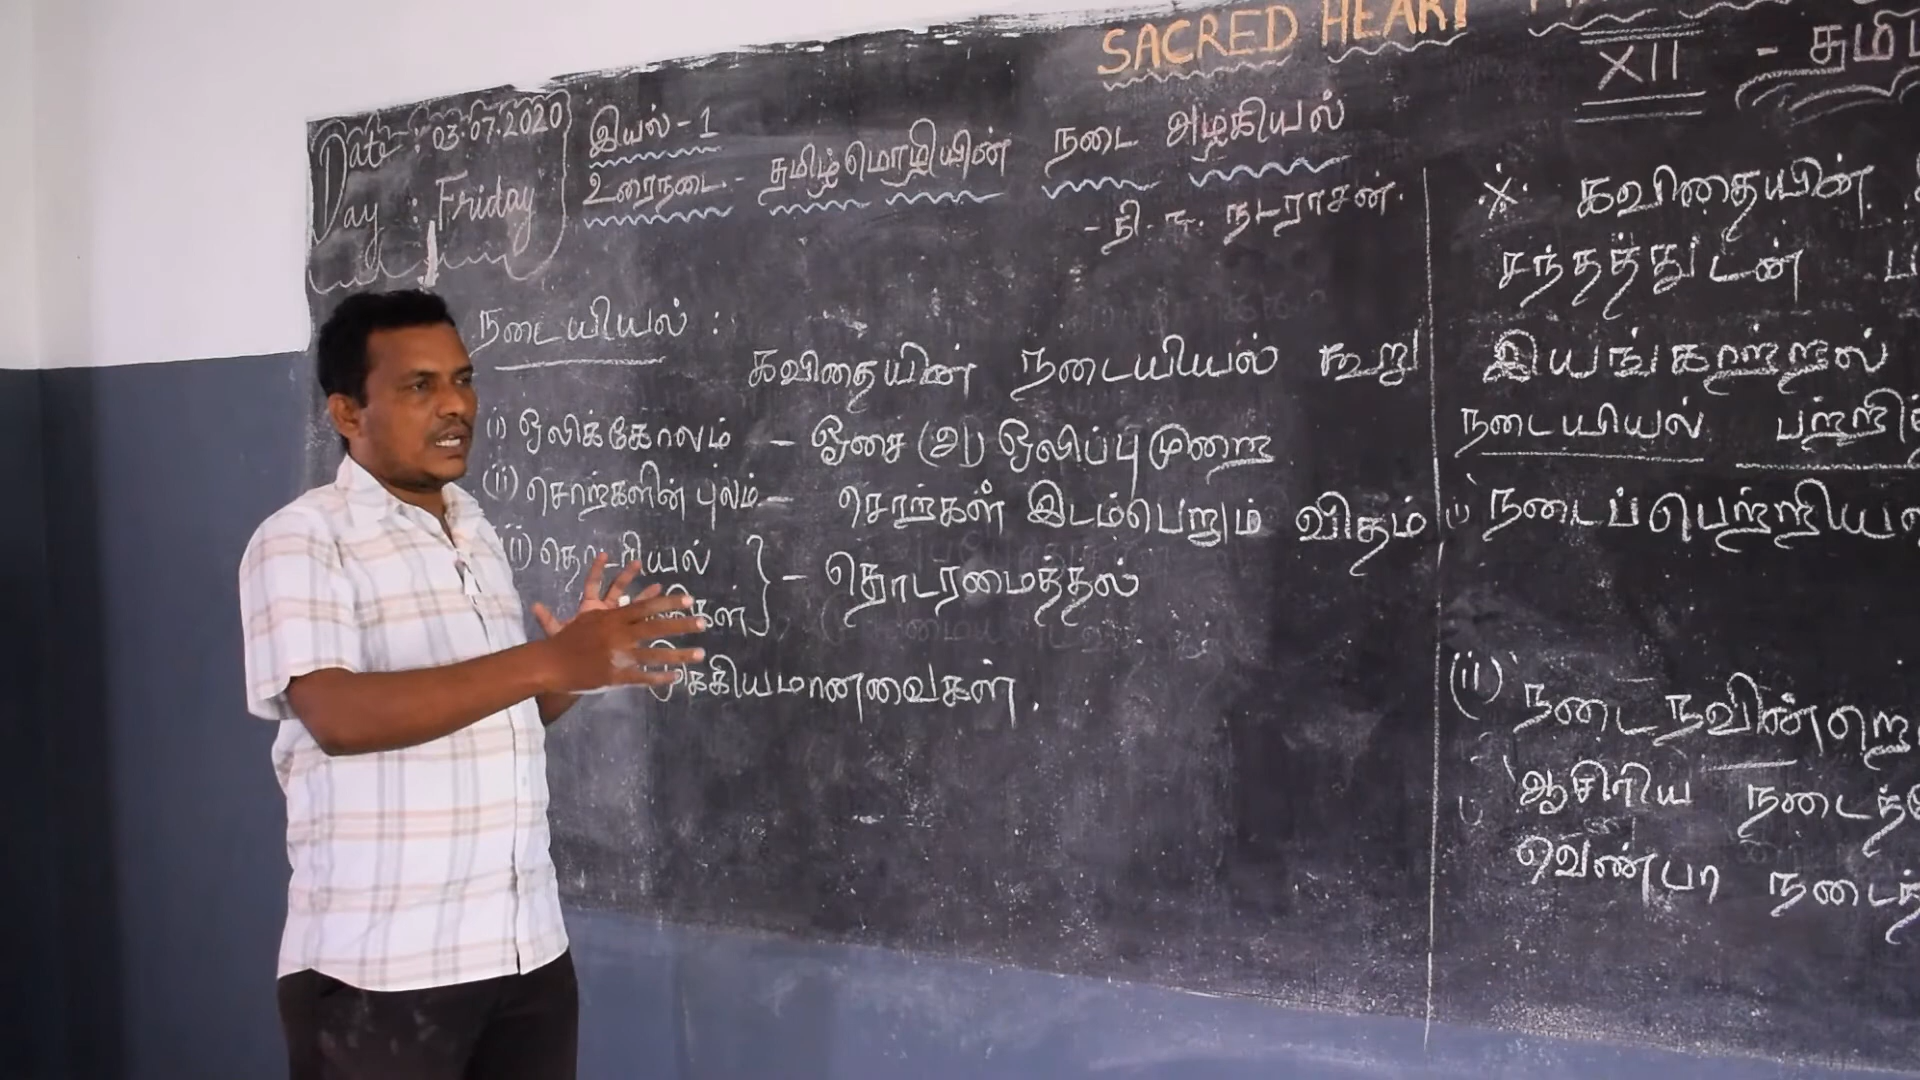 SACRED HEART
XII - தமி
Date : 03.07.2020
Day : Friday
இயல் - 1
உரைநடை - தமிழ்மொழியின் நடை அழகியல்
- தி. சு. நடராசன்.
நடையியல் :
கவிதையின் நடையியல் கூறு
(i) ஒலிக்கோலம் - ஓசை (அ) ஒலிப்புமுறை
(ii) சொற்களின் புலம் - சொற்கள் இடம்பெறும் விதம்
தொடரியல் } - தொடரமைத்தல்
முக்கியமானவைகள்.
* கவிதையின்
சந்தத்துடன்
இயங்காற்றல்
நடையியல் பற்றி
நடைப்பெற்றிய
(ii) நடைநவின்றொ
ஆசிரிய நடைத்
வெண்பா நடைத்